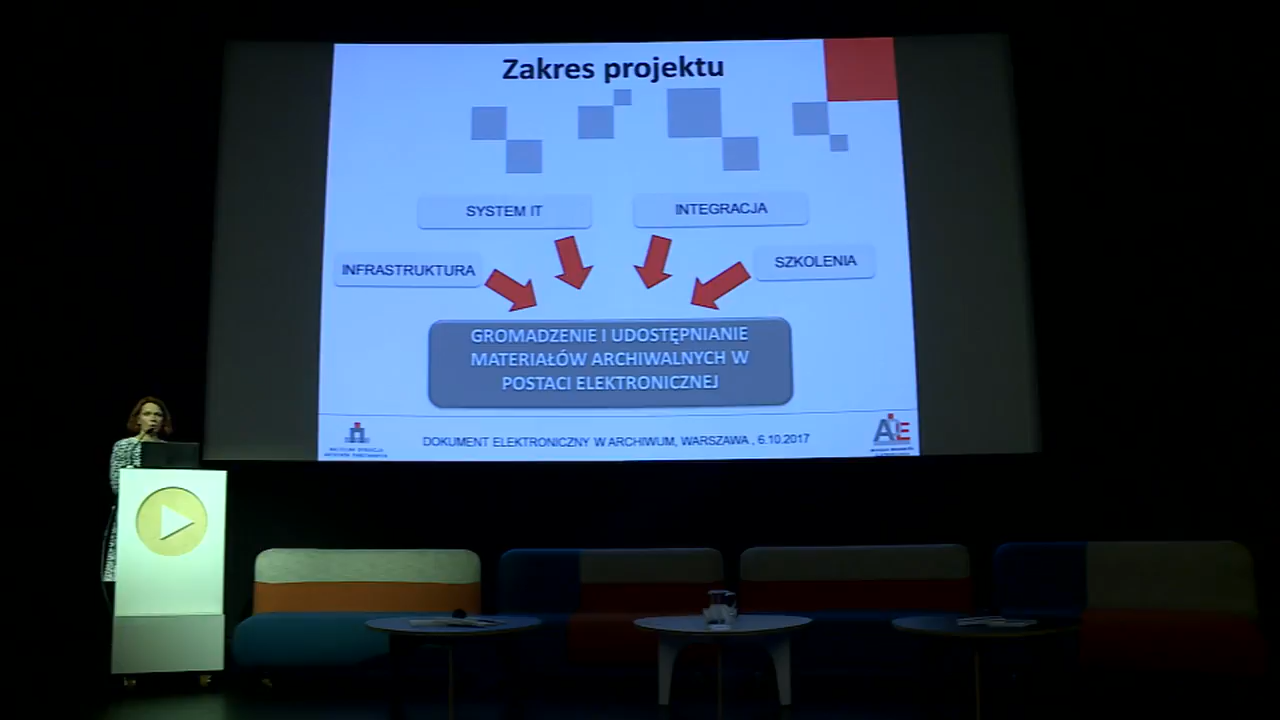 Zakres projektu
SYSTEM IT
INTEGRACJA
INFRASTRUKTURA
SZKOLENIA
GROMADZENIE I UDOSTĘPNIANIE
MATERIAŁÓW ARCHIWALNYCH W
POSTACI ELEKTRONICZNEJ
DOKUMENT ELEKTRONICZNY W ARCHIWUM, WARSZAWA , 6.10.2017